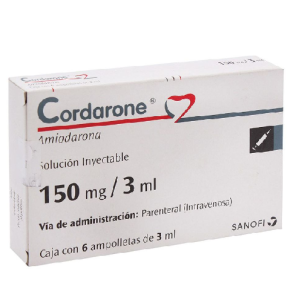 Cordarone®
Amiodarona
Solución Inyectable
150 mg / 3 ml
Vía de administración: Parenteral (Intravenosa)
Caja con 6 ampolletas de 3 ml
SANOFI